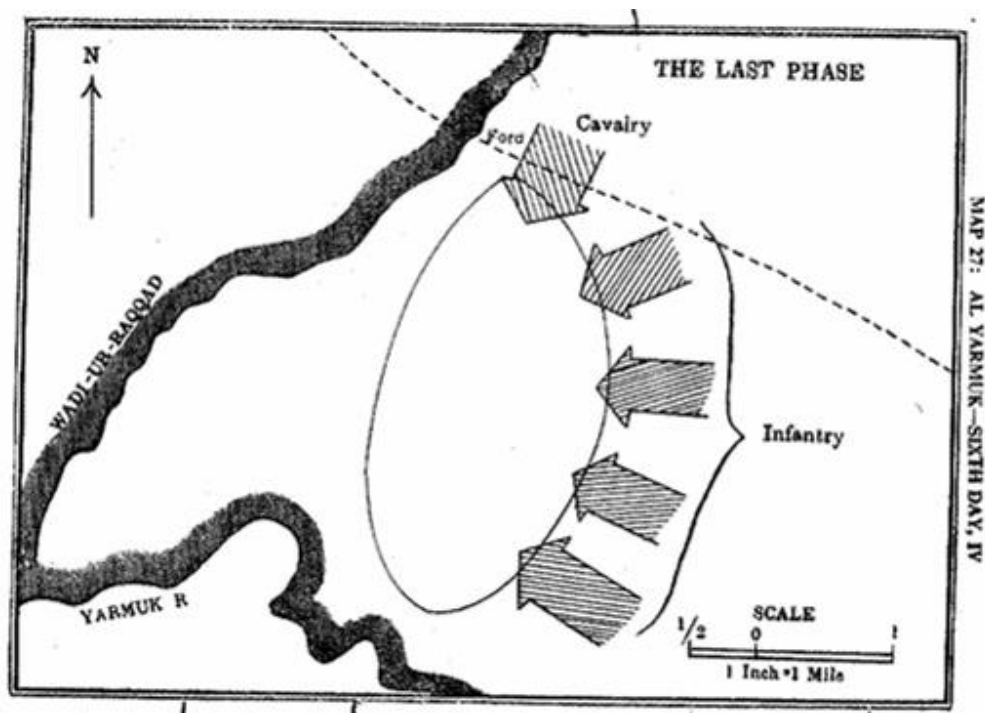 N
THE LAST PHASE
Ford
Cavalry
WADI-UR-RAQQAD
Infantry
YARMUK R
SCALE
1/2 0 1
1 Inch=1 Mile
MAP 27: AL YARMUK—SIXTH DAY, IV